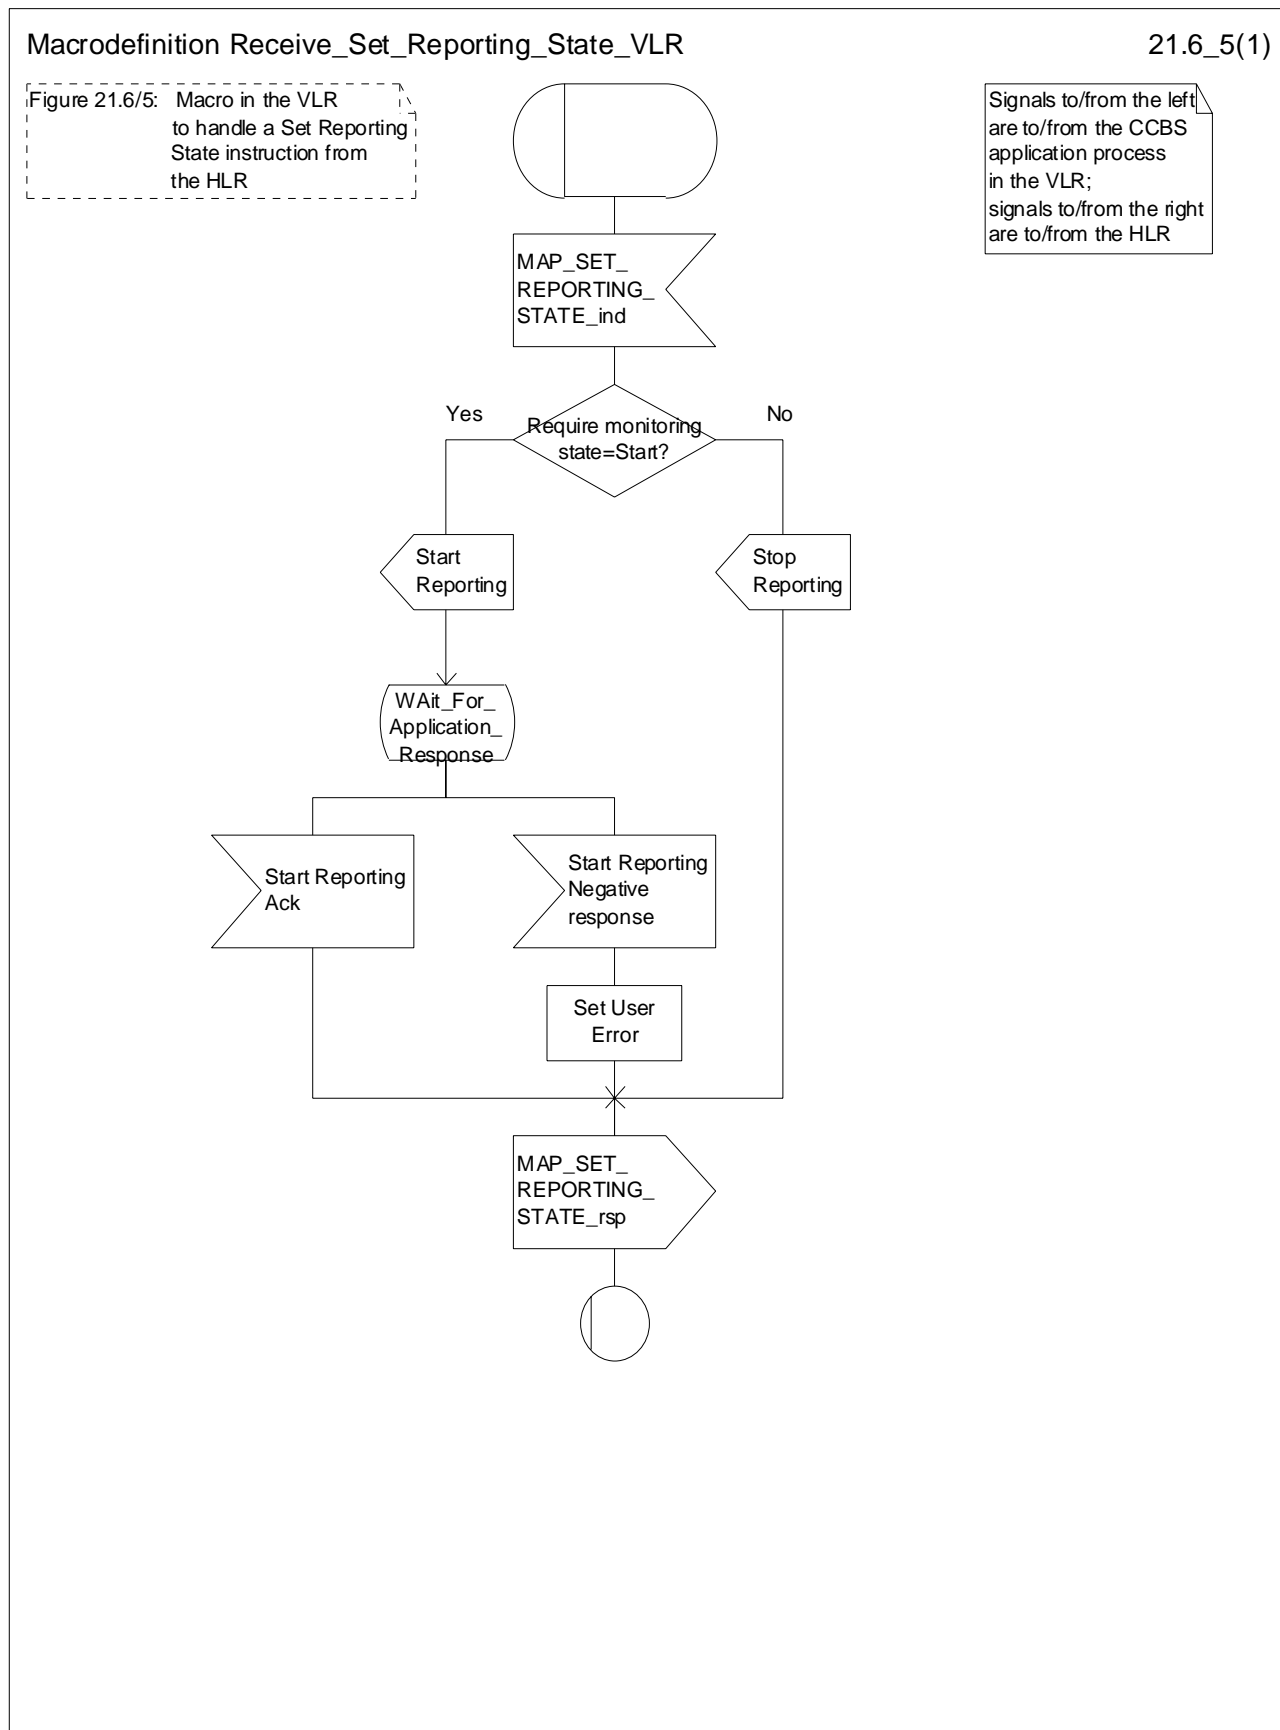 Macrodefinition Receive_Set_Reporting_State_VLR
21.6_5(1)
Figure 21.6/5: Macro in the VLR
to handle a Set Reporting
State instruction from
the HLR
Signals to/from the left
are to/from the CCBS
application process
in the VLR;
signals to/from the right
are to/from the HLR
MAP_SET_
REPORTING_
STATE_ind
Yes
No
Require monitoring
state=Start?
Start
Reporting
Stop
Reporting
WAit_For_
Application_
Response
Start Reporting
Ack
Start Reporting
Negative
response
Set User
Error
MAP_SET_
REPORTING_
STATE_rsp